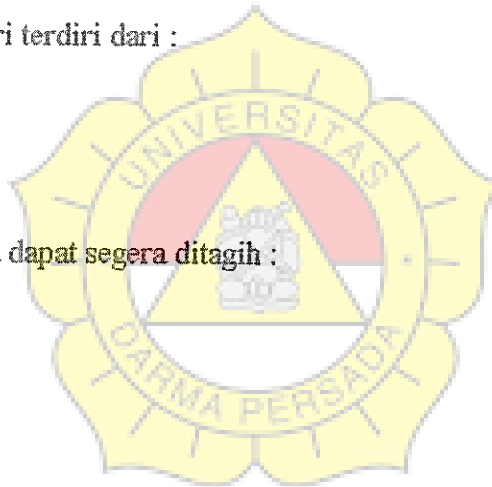 ri terdiri dari :
UNIVERSITAS
dapat segera ditagih :
DARMA PERSADA